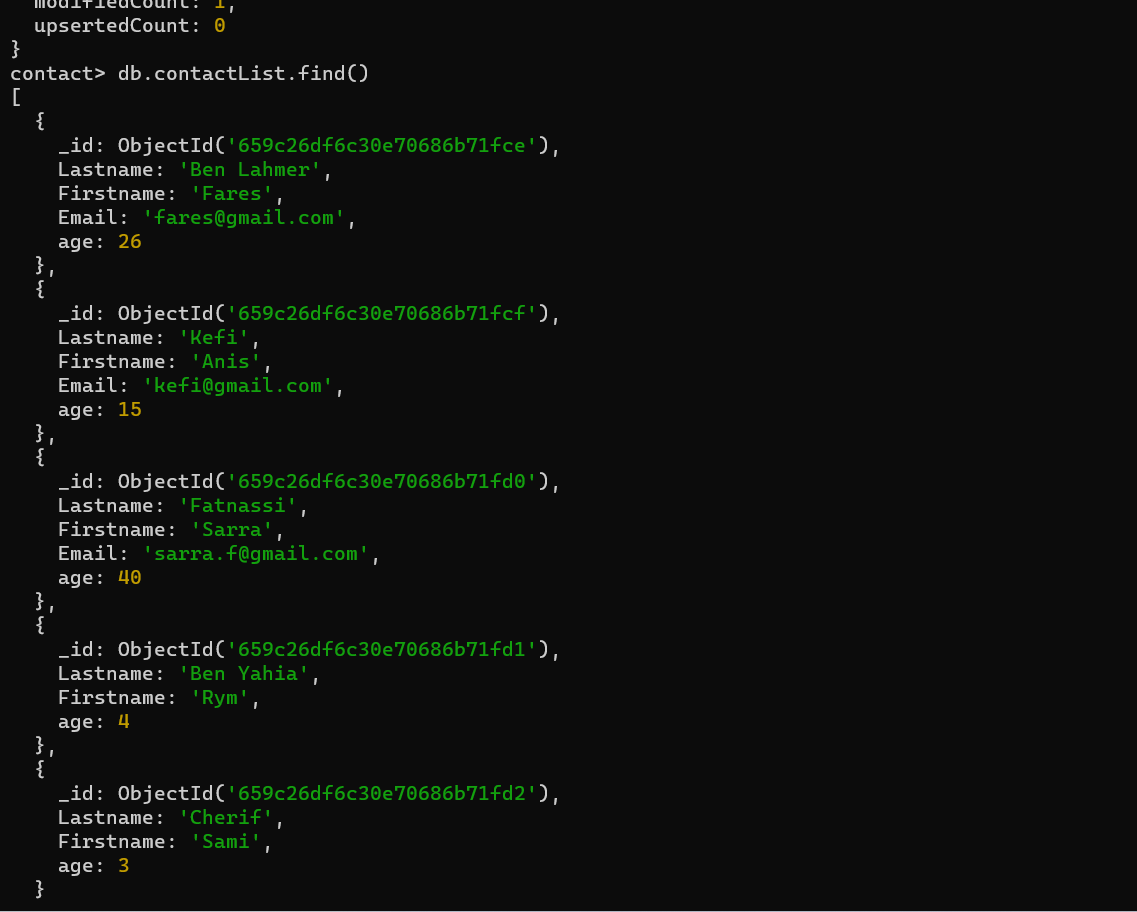 modifiedCount: 1,
  upsertedCount: 0
}
contact> db.contactList.find()
[
  {
    _id: ObjectId('659c26df6c30e70686b71fce'),
    Lastname: 'Ben Lahmer',
    Firstname: 'Fares',
    Email: 'fares@gmail.com',
    age: 26
  },
  {
    _id: ObjectId('659c26df6c30e70686b71fcf'),
    Lastname: 'Kefi',
    Firstname: 'Anis',
    Email: 'kefi@gmail.com',
    age: 15
  },
  {
    _id: ObjectId('659c26df6c30e70686b71fd0'),
    Lastname: 'Fatnassi',
    Firstname: 'Sarra',
    Email: 'sarra.f@gmail.com',
    age: 40
  },
  {
    _id: ObjectId('659c26df6c30e70686b71fd1'),
    Lastname: 'Ben Yahia',
    Firstname: 'Rym',
    age: 4
  },
  {
    _id: ObjectId('659c26df6c30e70686b71fd2'),
    Lastname: 'Cherif',
    Firstname: 'Sami',
    age: 3
  }